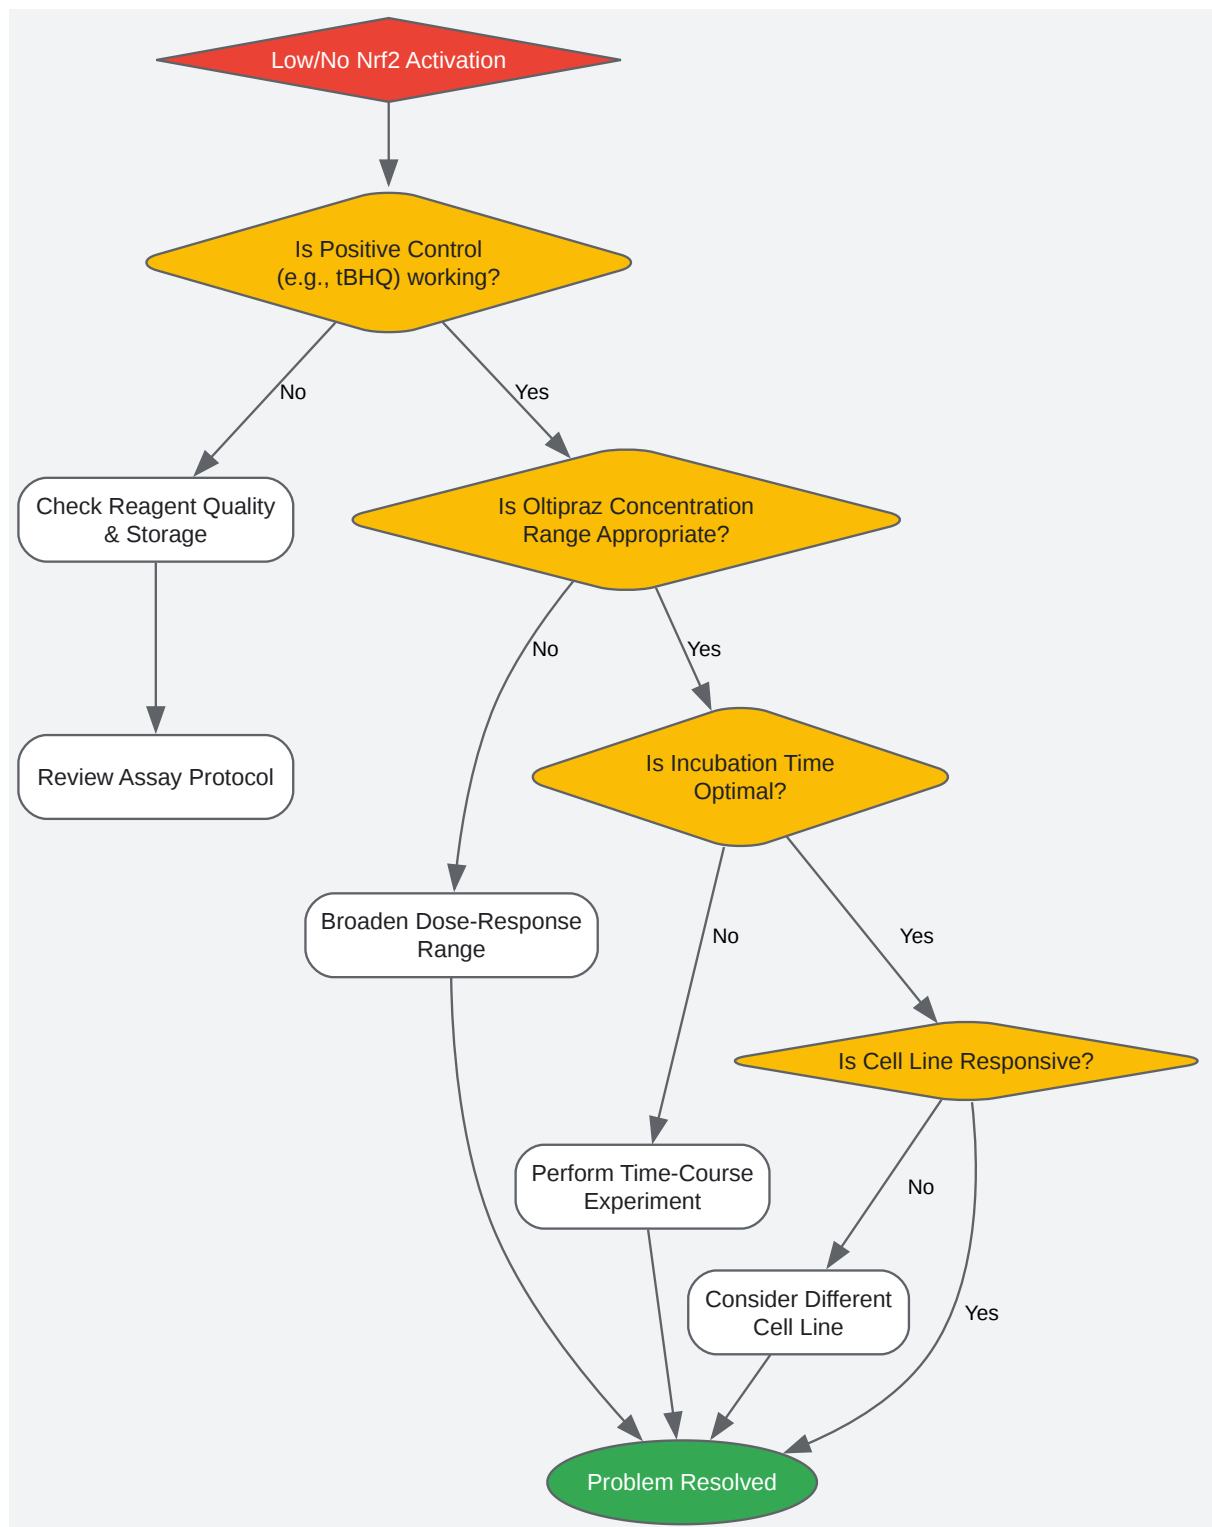 Low/No Nrf2 Activation
Is Positive Control
(e.g., tBHQ) working?
No
Yes
Check Reagent Quality
& Storage
Is Oltipraz Concentration
Range Appropriate?
No
Yes
Review Assay Protocol
Is Incubation Time
Optimal?
Broaden Dose-Response
Range
No
Yes
Is Cell Line Responsive?
Perform Time-Course
Experiment
No
Consider Different
Cell Line
Yes
Problem Resolved